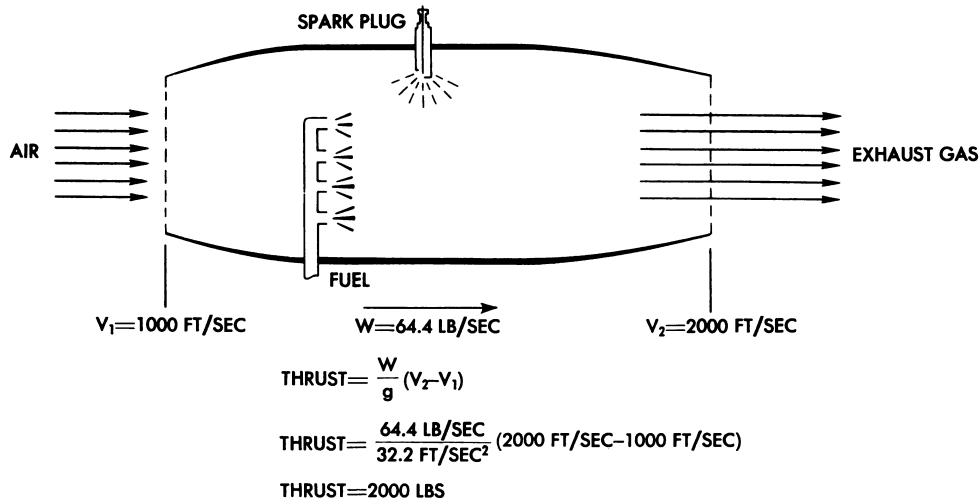 SPARK PLUG
AIR
EXHAUST GAS
FUEL
V₁=1000 FT/SEC
W=64.4 LB/SEC
V₂=2000 FT/SEC
THRUST= W/g (V₂–V₁)
THRUST= 64.4 LB/SEC / 32.2 FT/SEC² (2000 FT/SEC–1000 FT/SEC)
THRUST=2000 LBS